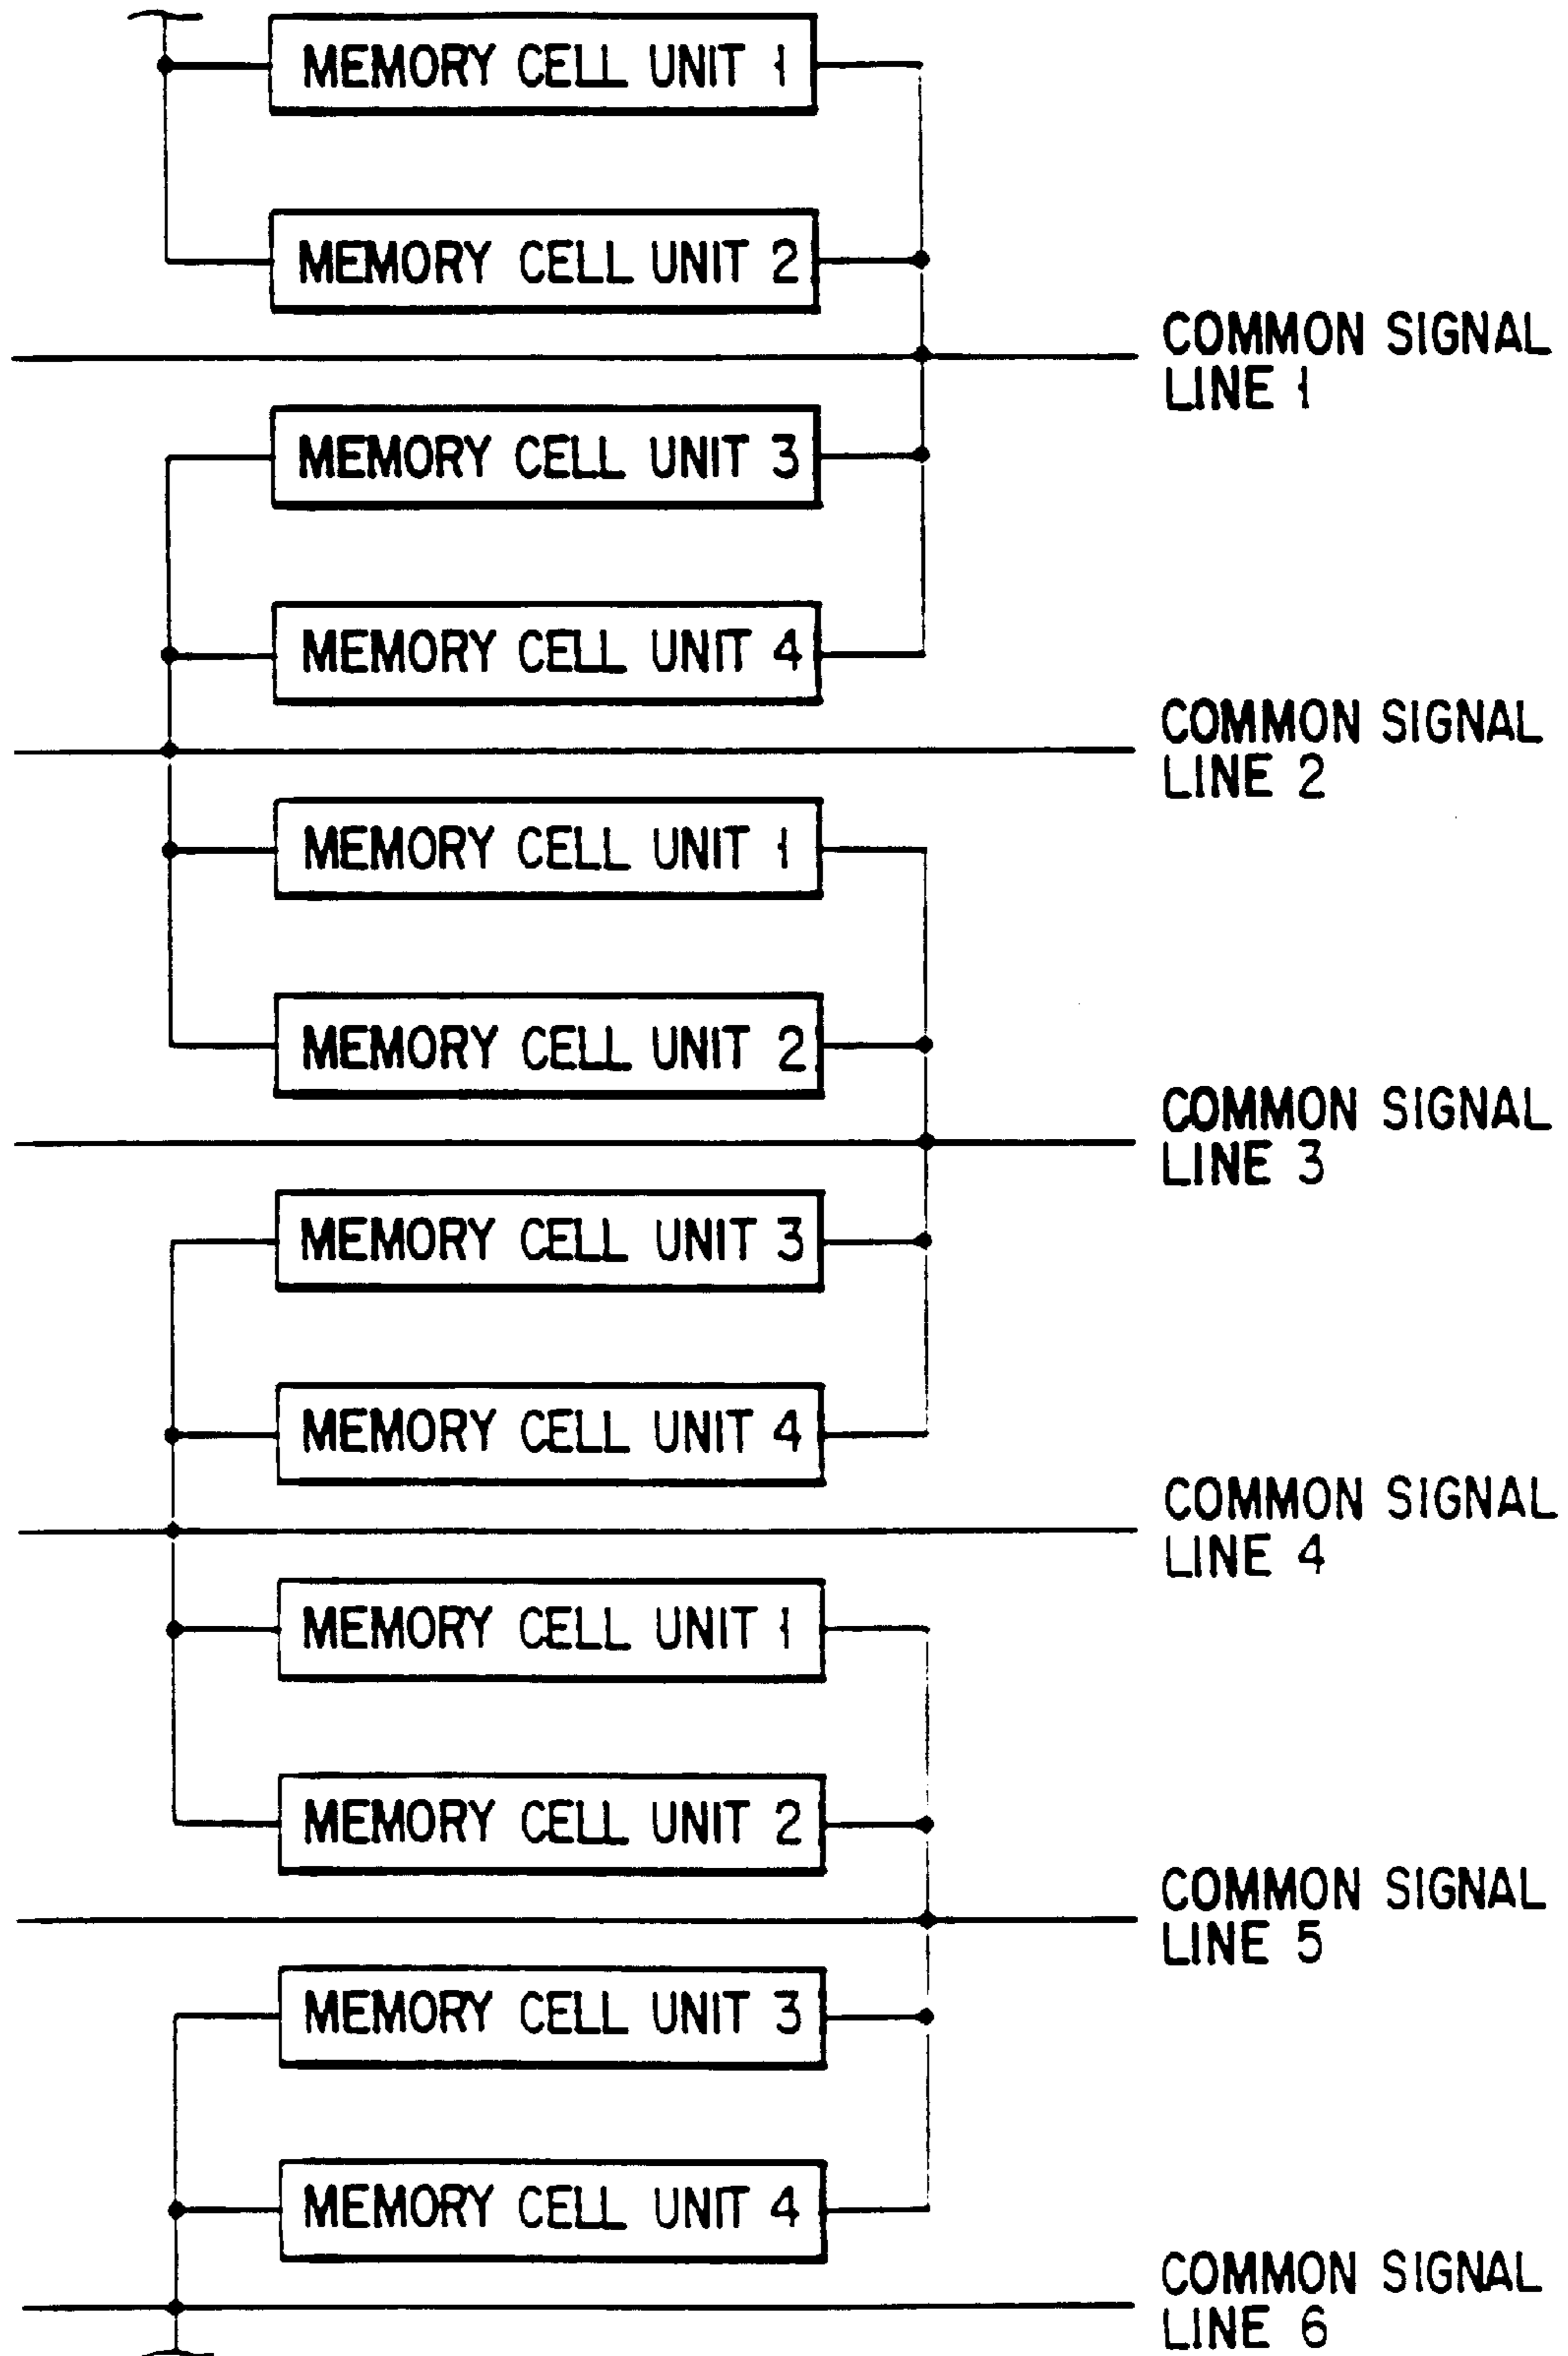 MEMORY CELL UNIT 1
MEMORY CELL UNIT 2
COMMON SIGNAL
LINE 1
MEMORY CELL UNIT 3
MEMORY CELL UNIT 4
COMMON SIGNAL
LINE 2
MEMORY CELL UNIT 1
MEMORY CELL UNIT 2
COMMON SIGNAL
LINE 3
MEMORY CELL UNIT 3
MEMORY CELL UNIT 4
COMMON SIGNAL
LINE 4
MEMORY CELL UNIT 1
MEMORY CELL UNIT 2
COMMON SIGNAL
LINE 5
MEMORY CELL UNIT 3
MEMORY CELL UNIT 4
COMMON SIGNAL
LINE 6